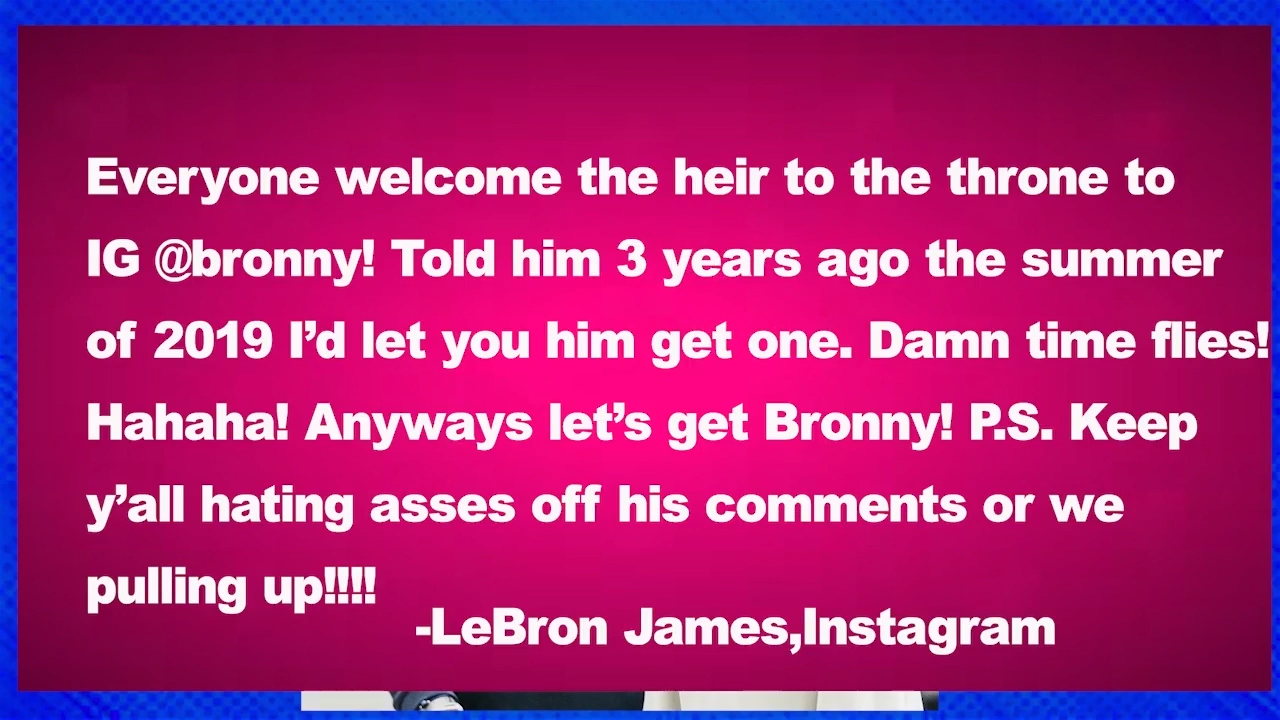 Everyone welcome the heir to the throne to
IG @bronny! Told him 3 years ago the summer
of 2019 I’d let you him get one. Damn time flies!
Hahaha! Anyways let’s get Bronny! P.S. Keep
y’all hating asses off his comments or we
pulling up!!!!
-LeBron James,Instagram